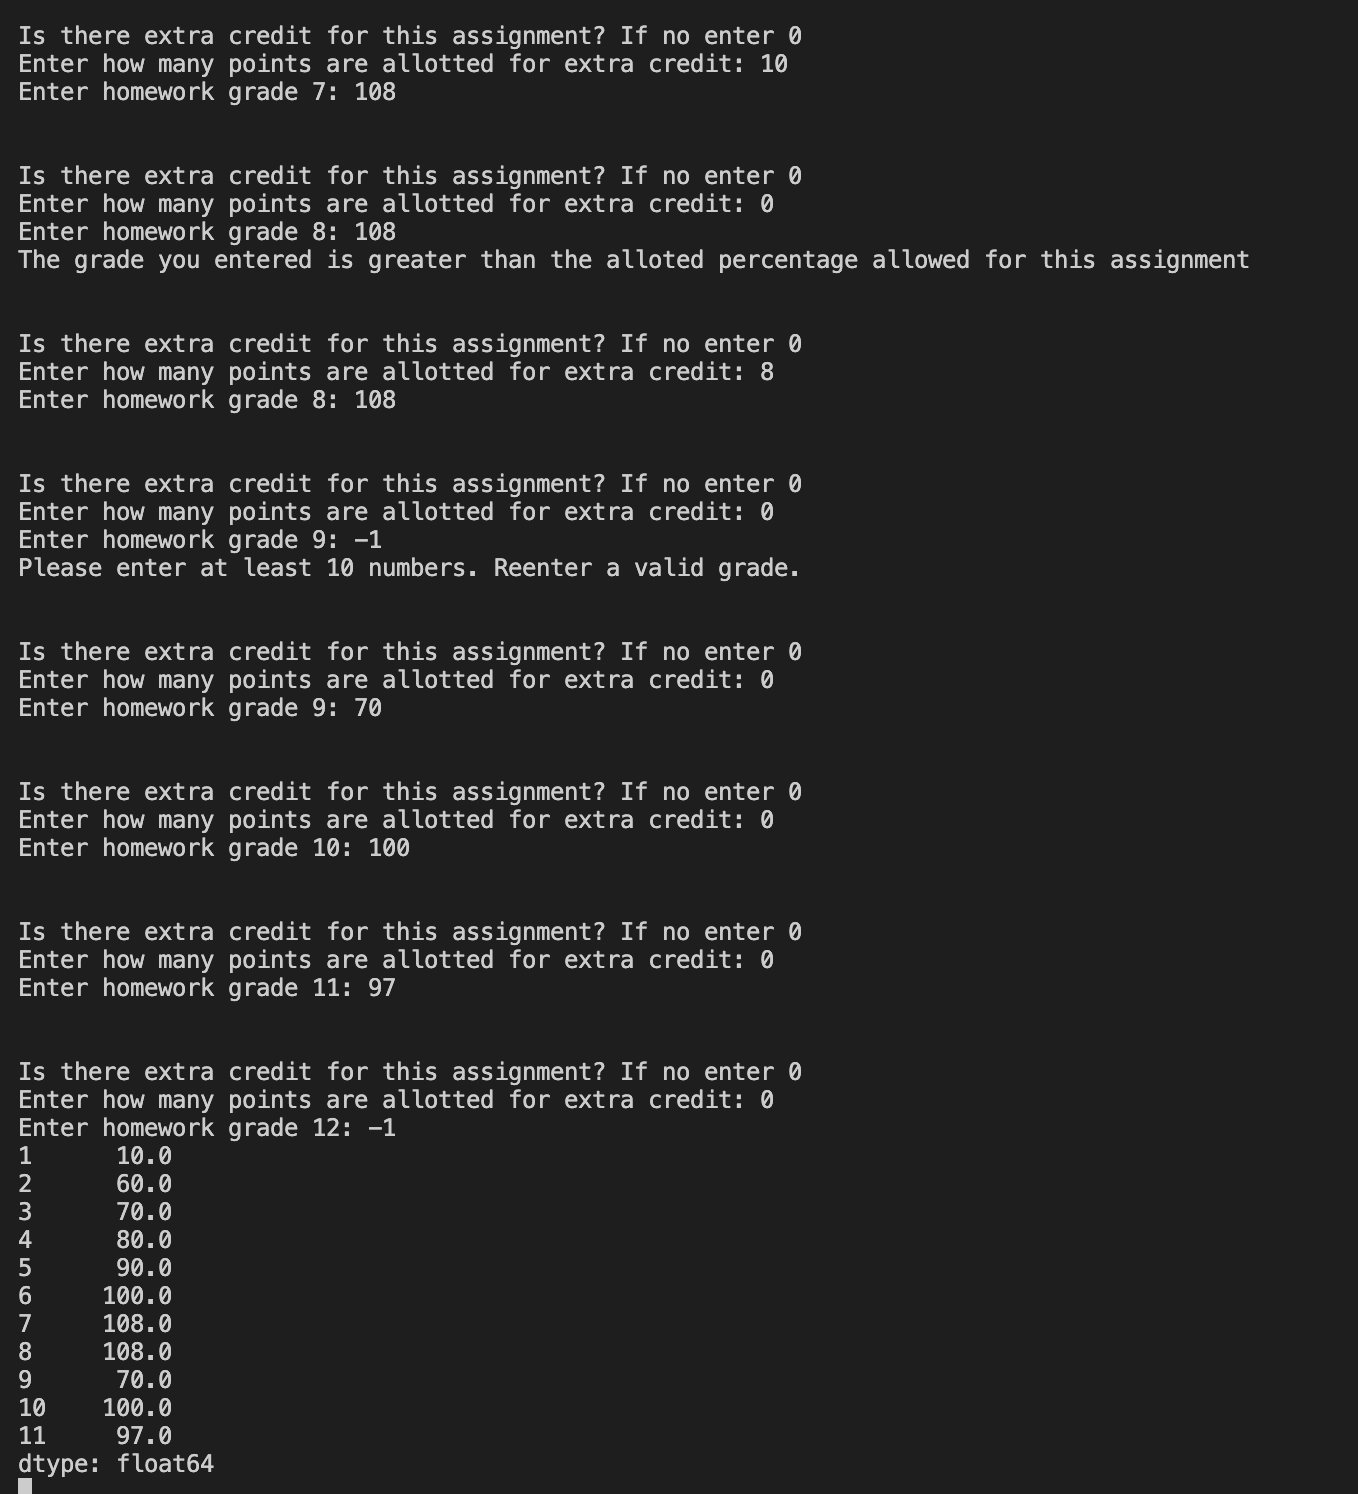 Is there extra credit for this assignment? If no enter 0
Enter how many points are allotted for extra credit: 10
Enter homework grade 7: 108
Is there extra credit for this assignment? If no enter 0
Enter how many points are allotted for extra credit: 0
Enter homework grade 8: 108
The grade you entered is greater than the alloted percentage allowed for this assignment
Is there extra credit for this assignment? If no enter 0
Enter how many points are allotted for extra credit: 8
Enter homework grade 8: 108
Is there extra credit for this assignment? If no enter 0
Enter how many points are allotted for extra credit: 0
Enter homework grade 9: -1
Please enter at least 10 numbers. Reenter a valid grade.
Is there extra credit for this assignment? If no enter 0
Enter how many points are allotted for extra credit: 0
Enter homework grade 9: 70
Is there extra credit for this assignment? If no enter 0
Enter how many points are allotted for extra credit: 0
Enter homework grade 10: 100
Is there extra credit for this assignment? If no enter 0
Enter how many points are allotted for extra credit: 0
Enter homework grade 11: 97
Is there extra credit for this assignment? If no enter 0
Enter how many points are allotted for extra credit: 0
Enter homework grade 12: -1
1      10.0
2      60.0
3      70.0
4      80.0
5      90.0
6     100.0
7     108.0
8     108.0
9      70.0
10    100.0
11     97.0
dtype: float64